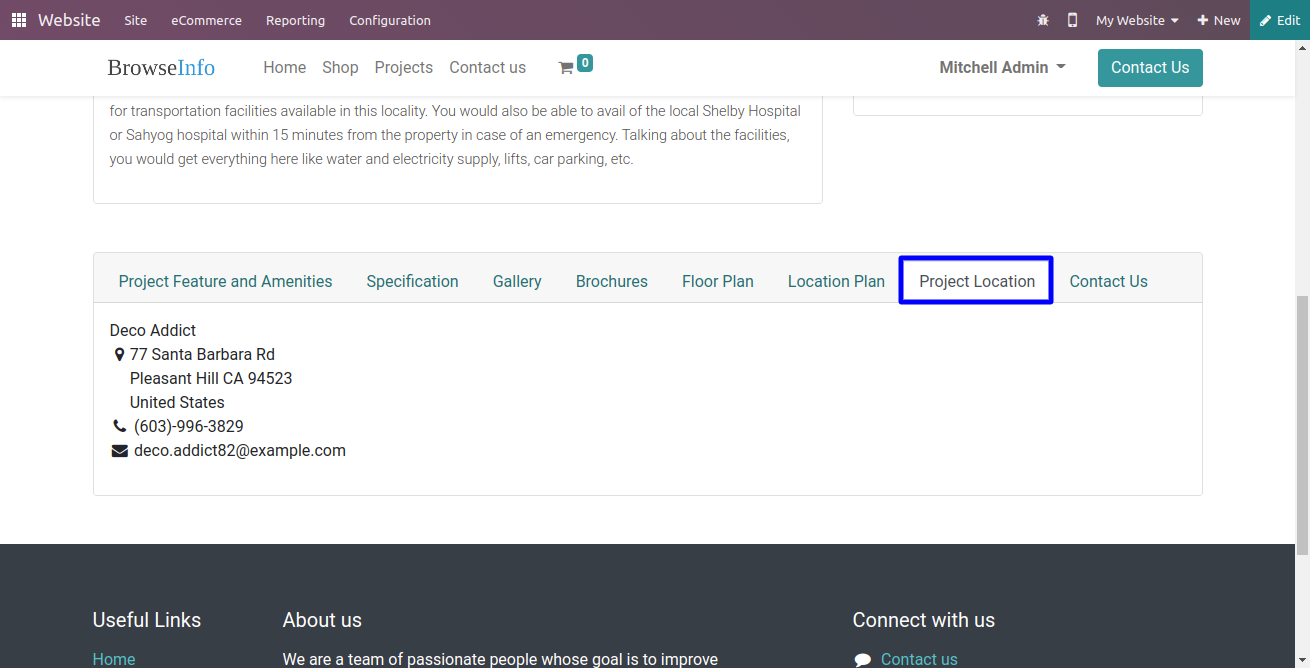 Website Site eCommerce Reporting Configuration My Website New Edit
BrowseInfo Home Shop Projects Contact us 0 Mitchell Admin Contact Us
for transportation facilities available in this locality. You would also be able to avail of the local Shelby Hospital
or Sahyog hospital within 15 minutes from the property in case of an emergency. Talking about the facilities,
you would get everything here like water and electricity supply, lifts, car parking, etc.
Project Feature and Amenities Specification Gallery Brochures Floor Plan Location Plan Project Location Contact Us
Deco Addict
77 Santa Barbara Rd
Pleasant Hill CA 94523
United States
(603)-996-3829
deco.addict82@example.com
Useful Links About us Connect with us
Home We are a team of passionate people whose goal is to improve Contact us